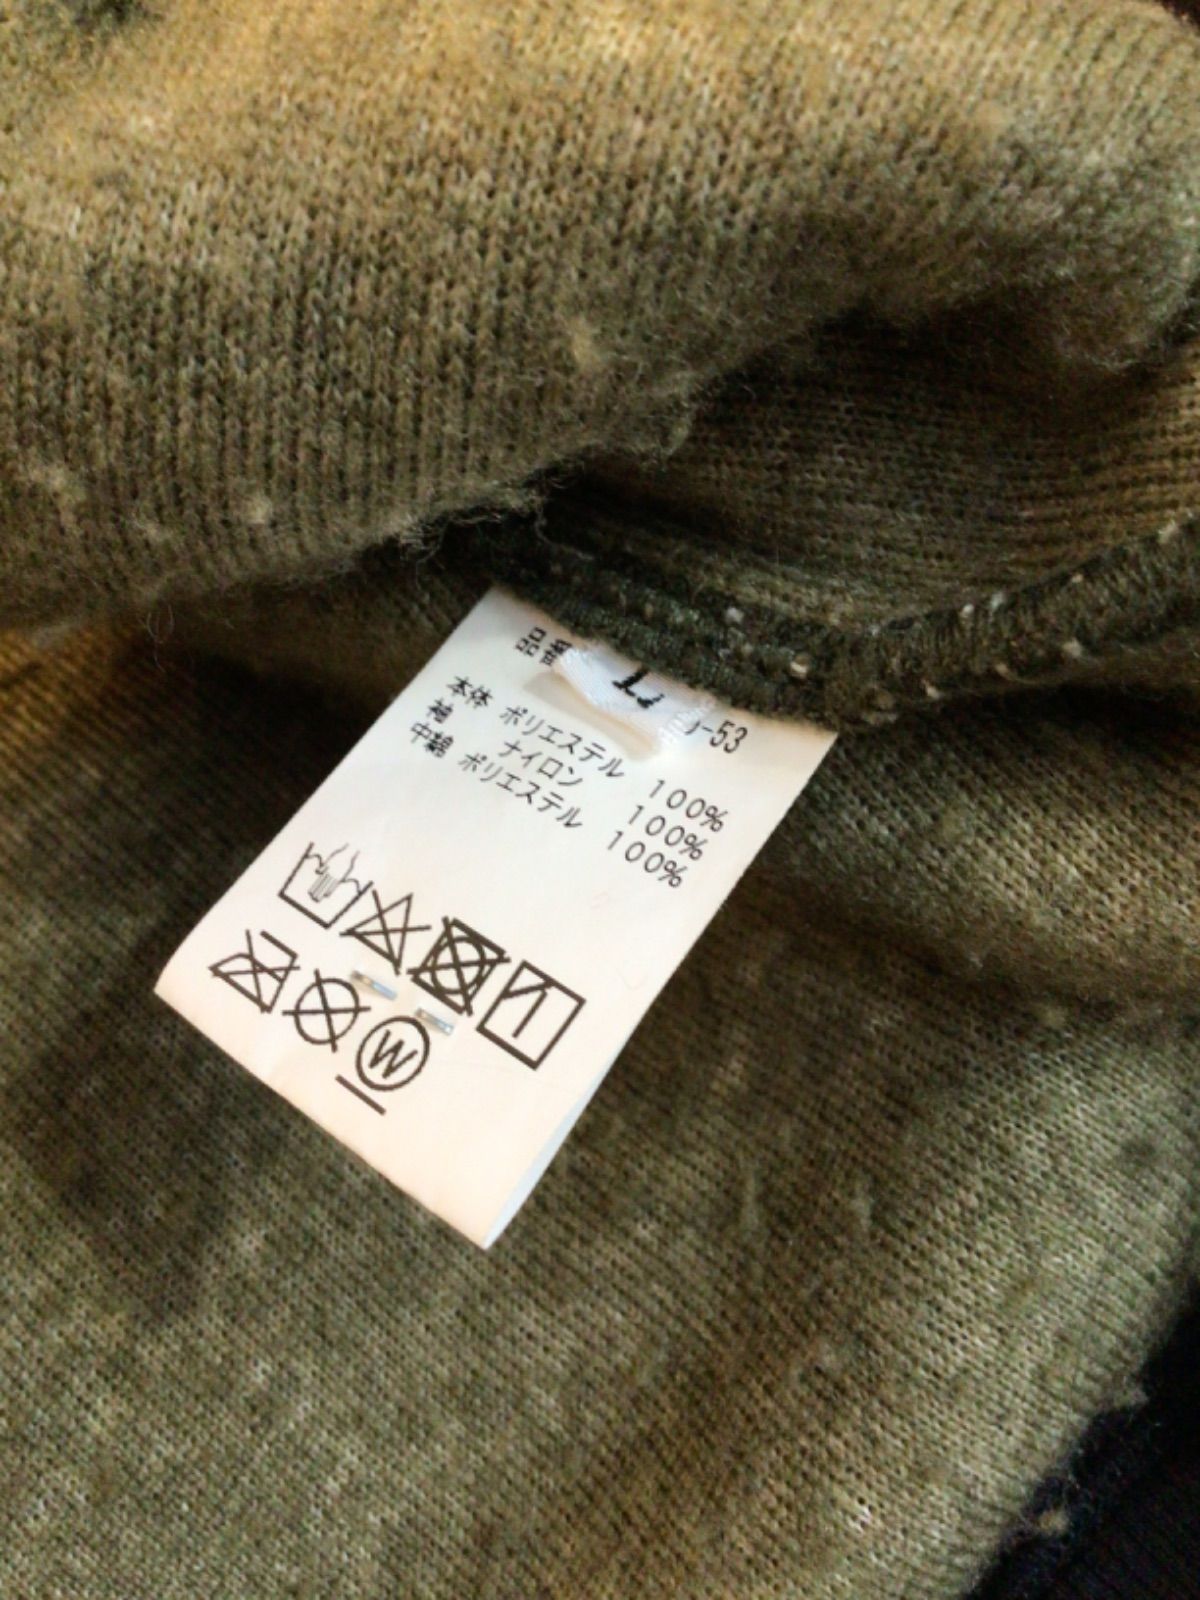 品番
L
-53
本体 ポリエステル 100%
袖 ナイロン 100%
中綿 ポリエステル 100%
W